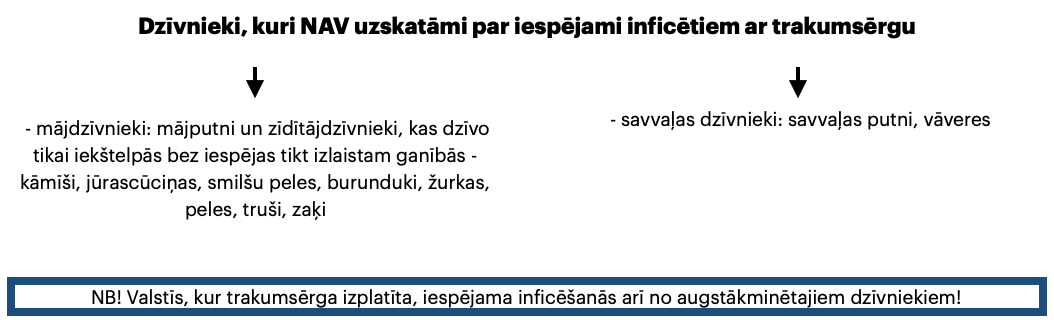 Dzīvnieki, kuri NAV uzskatāmi par iespējami inficētiem ar trakumsērgu
- mājdzīvnieki: mājputni un zīdītājdzīvnieki, kas dzīvo
tikai iekštelpās bez iespējas tikt izlaistam ganībās -
kāmīši, jūrascūciņas, smilšu peles, burunduki, žurkas,
peles, truši, zaķi
- savvaļas dzīvnieki: savvaļas putni, vāveres
NB! Valstīs, kur trakumsērga izplatīta, iespējama inficēšanās arī no augstākminētajiem dzīvniekiem!